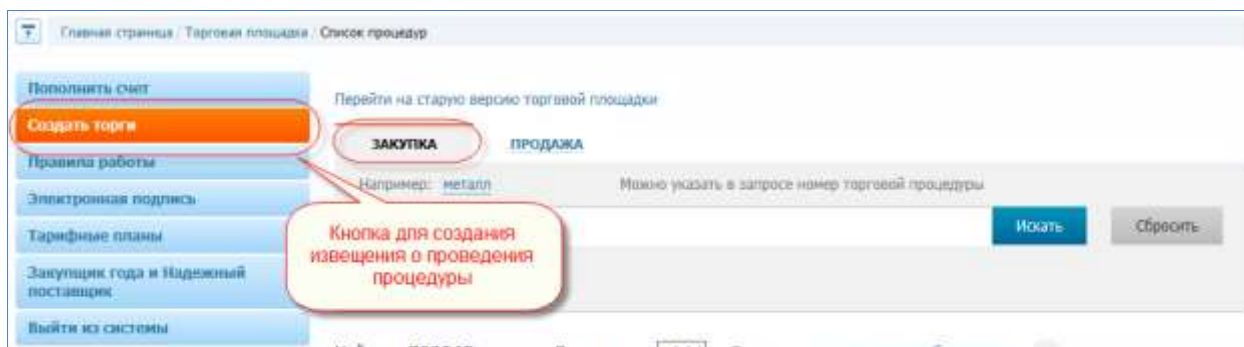 Главная страница / Торговая площадка / Список процедур
Пополнить счет
Создать торги
Правила работы
Электронная подпись
Тарифные планы
Закупщик года и Надежный
поставщик
Выйти из системы
Перейти на старую версию торговой площадки
ЗАКУПКА ПРОДАЖА
Например: металл Можно указать в запросе номер торговой процедуры
Искать Сбросить
Кнопка для создания
извещения о проведения
процедуры